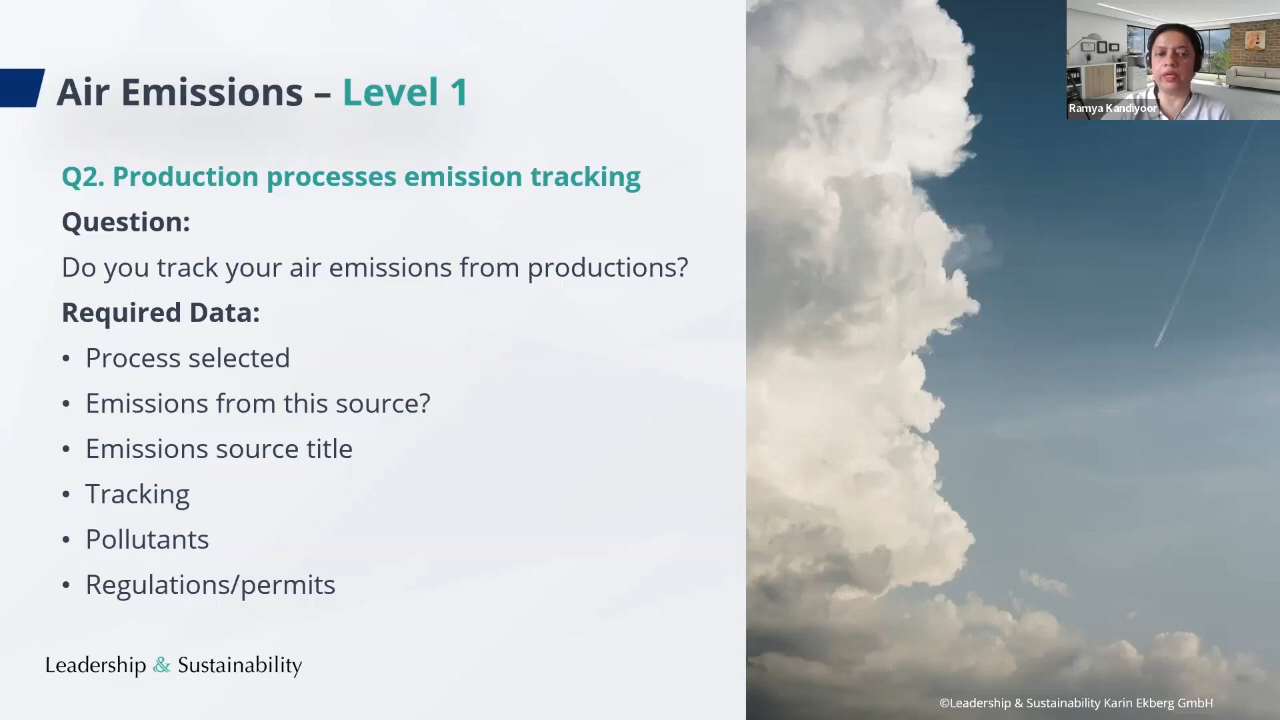 Air Emissions – Level 1
Q2. Production processes emission tracking
Question:
Do you track your air emissions from productions?
Required Data:
• Process selected
• Emissions from this source?
• Emissions source title
• Tracking
• Pollutants
• Regulations/permits
Leadership & Sustainability
Ramya Kandiyoor
©Leadership & Sustainability Karin Ekberg GmbH